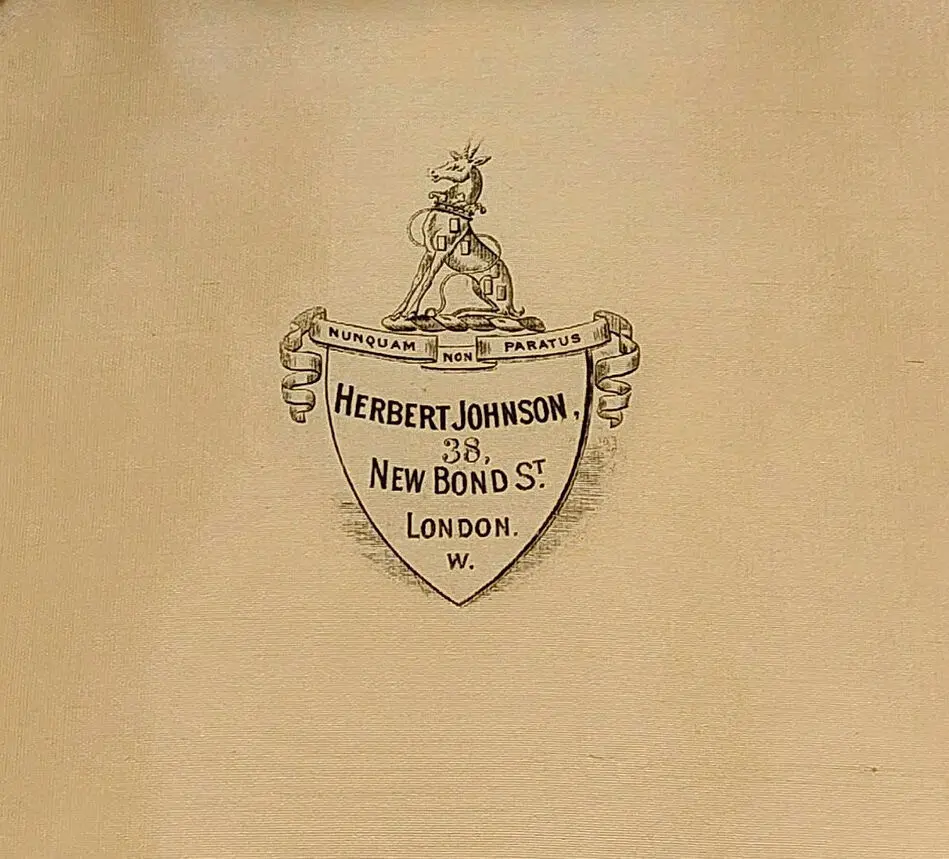 NUNQUAM NON PARATUS
HERBERT JOHNSON,
38,
NEW BOND ST.
LONDON.
W.